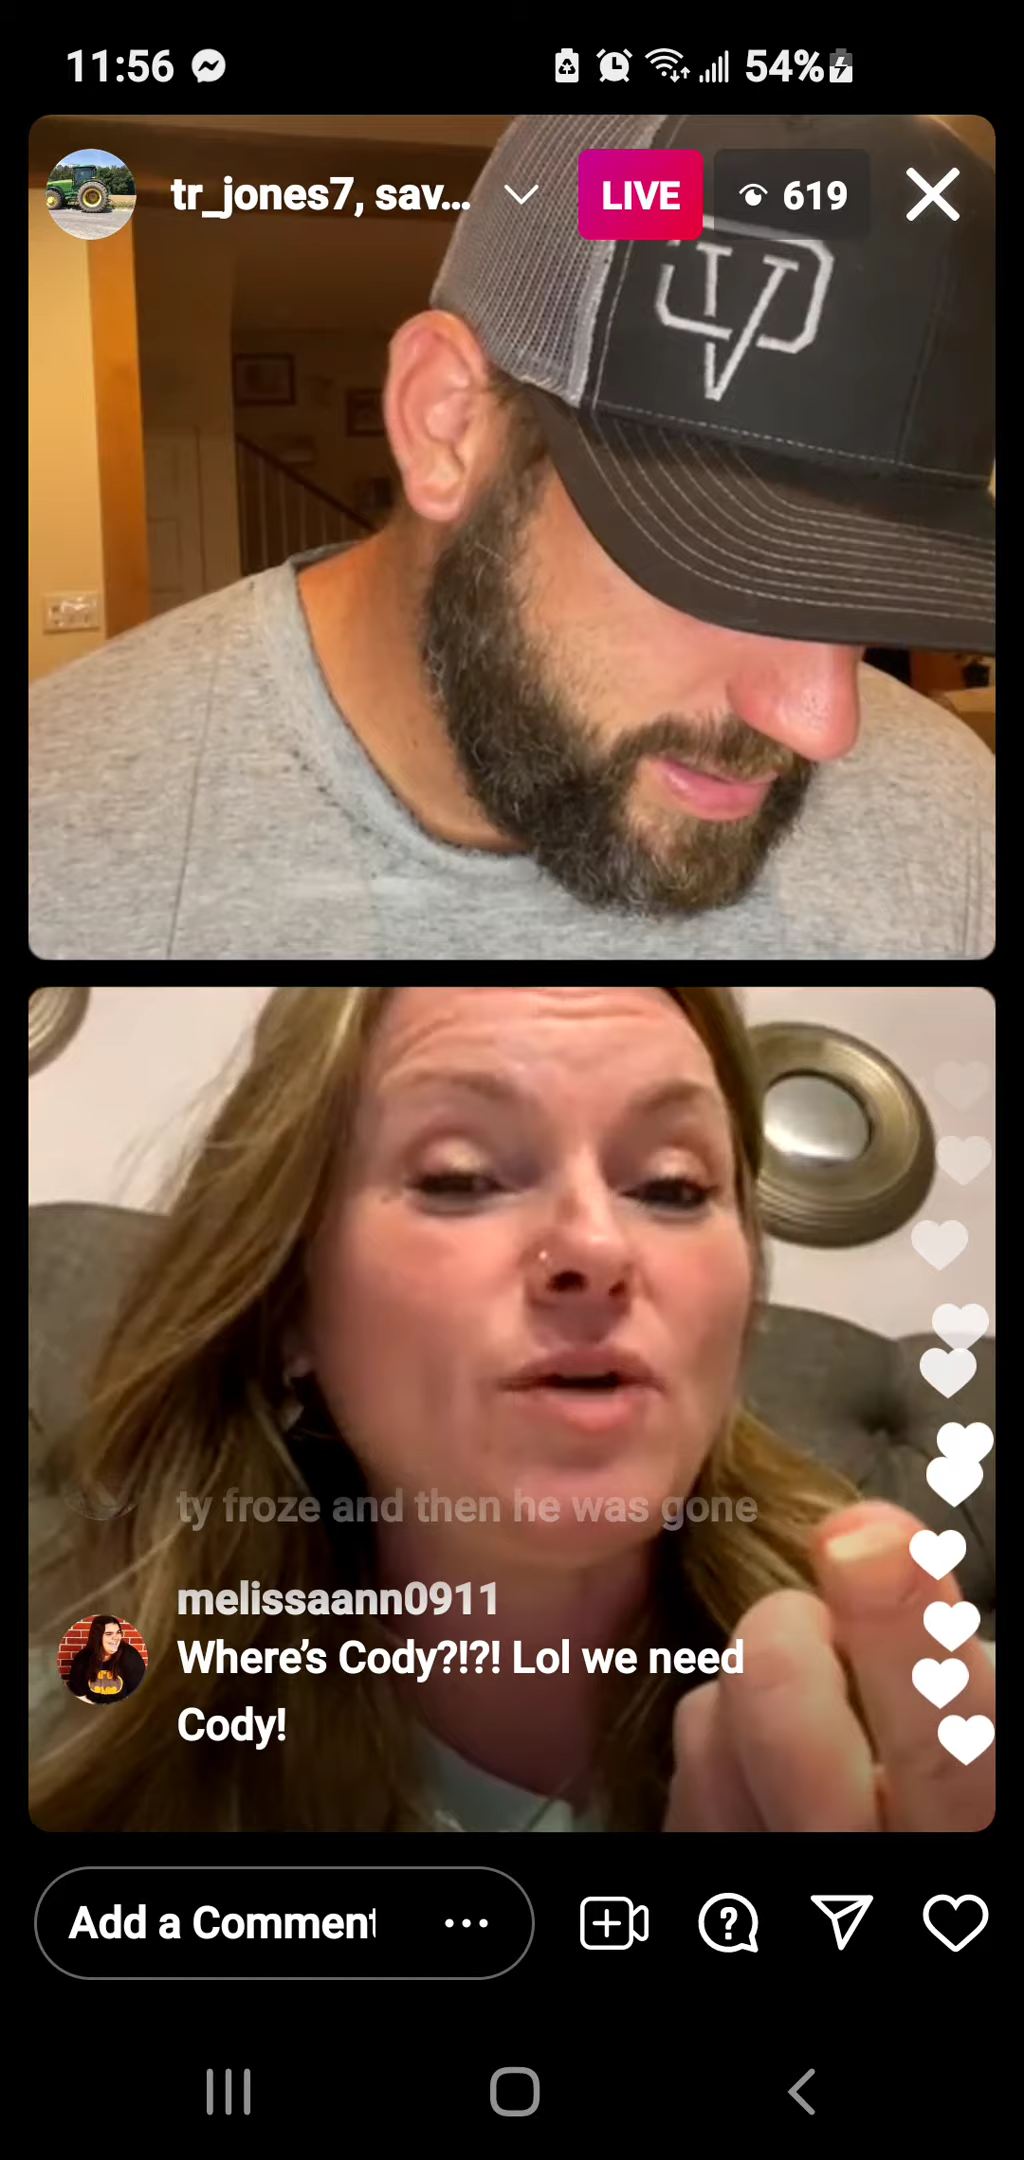 11:56
54%
tr_jones7, sav...
LIVE
619
ty froze and then he was gone
melissaann0911
Where's Cody?!?! Lol we need
Cody!
Add a Comment